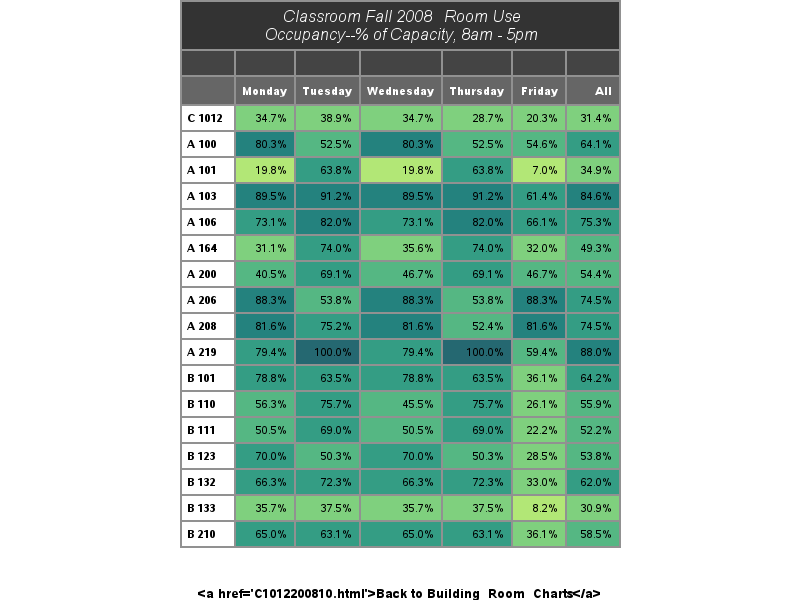 Classroom Fall 2008 Room Use
Occupancy--% of Capacity, 8am - 5pm
Monday Tuesday Wednesday Thursday Friday All
C 1012 34.7% 38.9% 34.7% 28.7% 20.3% 31.4%
A 100 80.3% 52.5% 80.3% 52.5% 54.6% 64.1%
A 101 19.8% 63.8% 19.8% 63.8% 7.0% 34.9%
A 103 89.5% 91.2% 89.5% 91.2% 61.4% 84.6%
A 106 73.1% 82.0% 73.1% 82.0% 66.1% 75.3%
A 164 31.1% 74.0% 35.6% 74.0% 32.0% 49.3%
A 200 40.5% 69.1% 46.7% 69.1% 46.7% 54.4%
A 206 88.3% 53.8% 88.3% 53.8% 88.3% 74.5%
A 208 81.6% 75.2% 81.6% 52.4% 81.6% 74.5%
A 219 79.4% 100.0% 79.4% 100.0% 59.4% 88.0%
B 101 78.8% 63.5% 78.8% 63.5% 36.1% 64.2%
B 110 56.3% 75.7% 45.5% 75.7% 26.1% 55.9%
B 111 50.5% 69.0% 50.5% 69.0% 22.2% 52.2%
B 123 70.0% 50.3% 70.0% 50.3% 28.5% 53.8%
B 132 66.3% 72.3% 66.3% 72.3% 33.0% 62.0%
B 133 35.7% 37.5% 35.7% 37.5% 8.2% 30.9%
B 210 65.0% 63.1% 65.0% 63.1% 36.1% 58.5%
<a href='C1012200810.html'>Back to Building Room Charts</a>